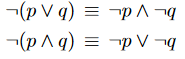 ¬(p ∨ q) ≡ ¬p ∧ ¬q
¬(p ∧ q) ≡ ¬p ∨ ¬q